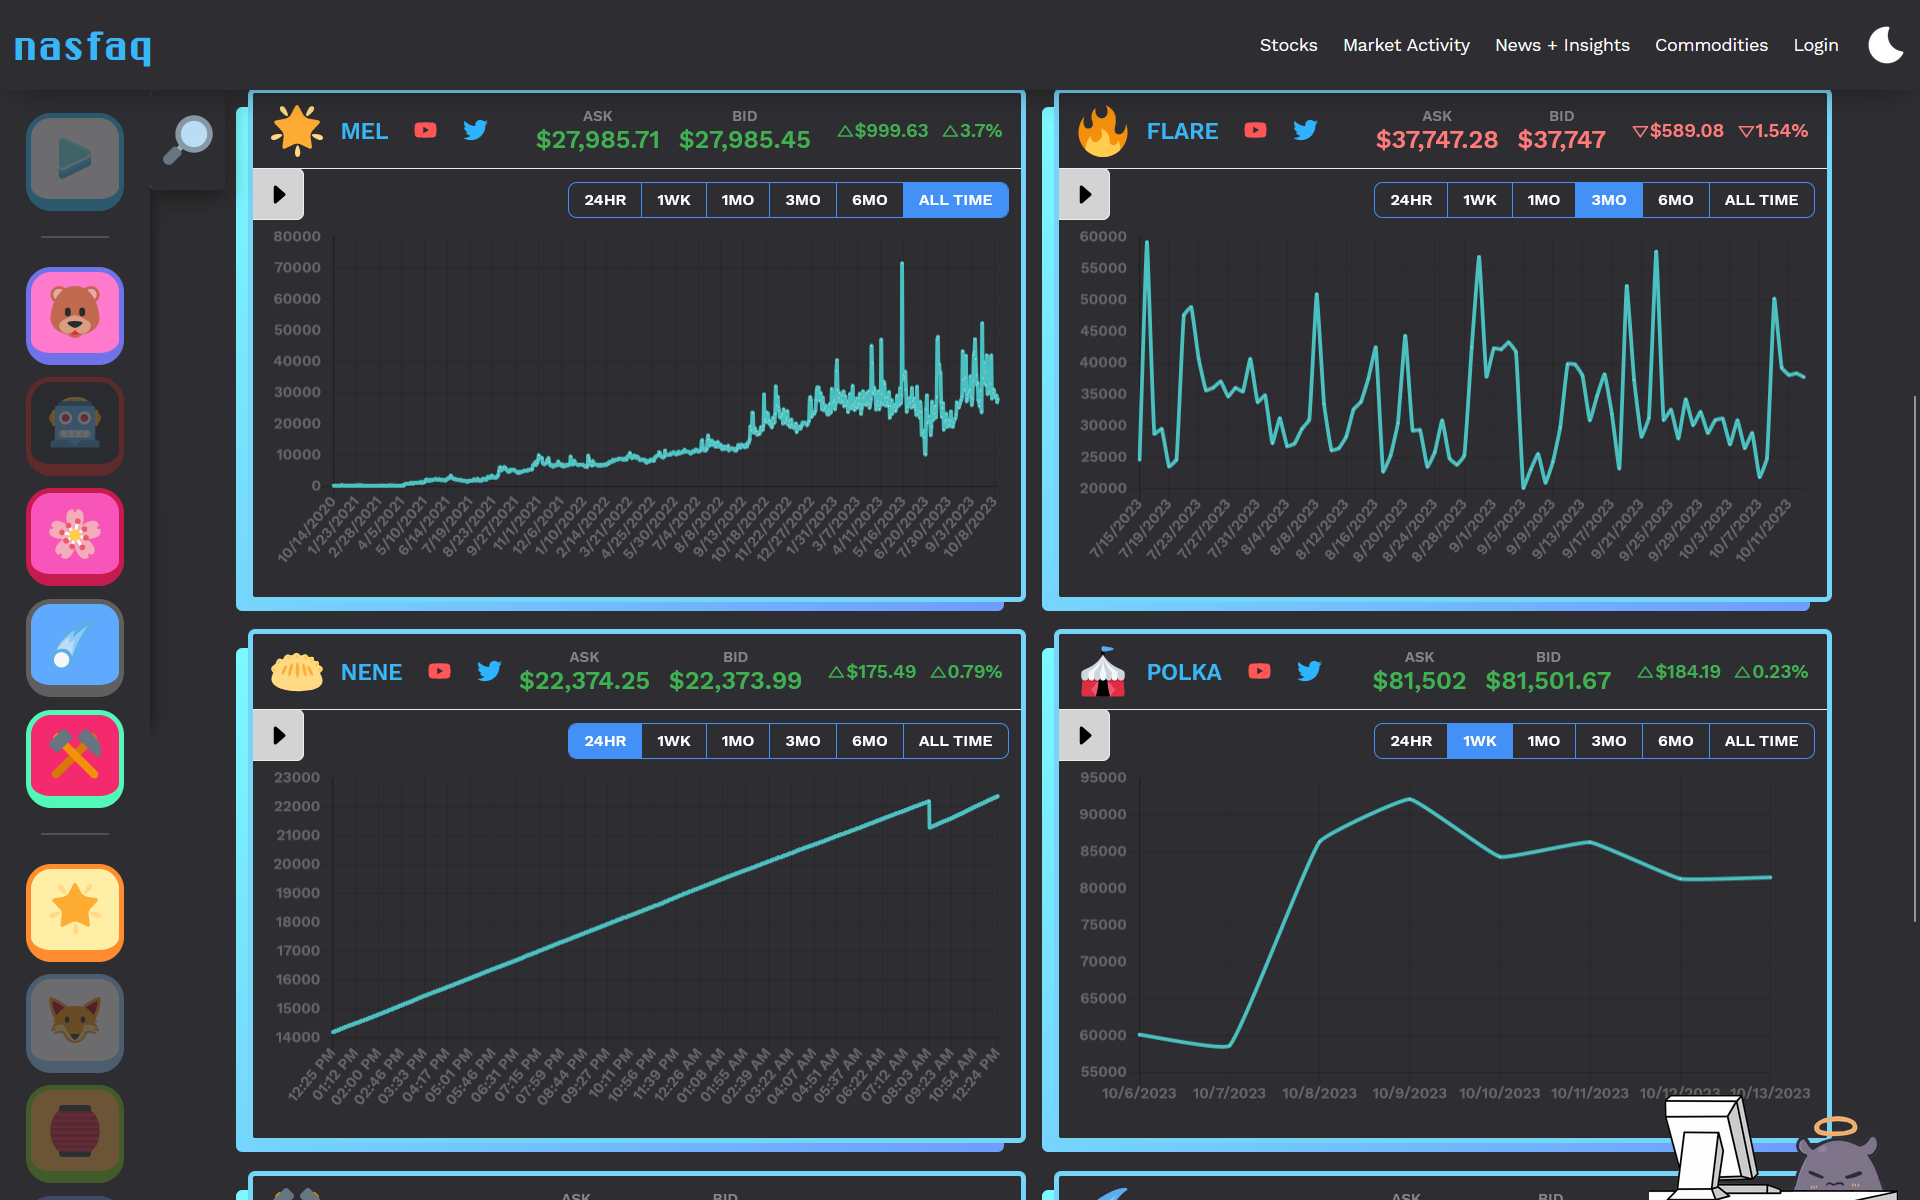 nasfaq
Stocks Market Activity News + Insights Commodities Login
MEL
ASK BID
$27,985.71 $27,985.45 △$999.63 △3.7%
24HR 1WK 1MO 3MO 6MO ALL TIME
80000
70000
60000
50000
40000
30000
20000
10000
0
10/14/2020 1/23/2021 2/28/2021 4/5/2021 5/10/2021 6/14/2021 7/19/2021 8/23/2021 9/27/2021 11/1/2021 12/6/2021 1/10/2022 2/14/2022 3/21/2022 4/25/2022 5/30/2022 7/4/2022 8/8/2022 9/13/2022 10/18/2022 11/22/2022 12/27/2022 1/31/2023 3/7/2023 4/11/2023 5/16/2023 6/20/2023 7/30/2023 9/3/2023 10/8/2023
FLARE
ASK BID
$37,747.28 $37,747 ▽$589.08 ▽1.54%
24HR 1WK 1MO 3MO 6MO ALL TIME
60000
55000
50000
45000
40000
35000
30000
25000
20000
7/15/2023 7/19/2023 7/23/2023 7/27/2023 7/31/2023 8/4/2023 8/8/2023 8/12/2023 8/16/2023 8/20/2023 8/24/2023 8/28/2023 9/1/2023 9/5/2023 9/9/2023 9/13/2023 9/17/2023 9/21/2023 9/25/2023 9/29/2023 10/3/2023 10/7/2023 10/11/2023
NENE
ASK BID
$22,374.25 $22,373.99 △$175.49 △0.79%
24HR 1WK 1MO 3MO 6MO ALL TIME
23000
22000
21000
20000
19000
18000
17000
16000
15000
14000
12:25 PM 01:12 PM 02:00 PM 02:46 PM 03:33 PM 04:17 PM 05:01 PM 05:46 PM 06:31 PM 07:15 PM 07:59 PM 08:44 PM 09:27 PM 10:11 PM 10:56 PM 11:39 PM 12:26 AM 01:08 AM 01:55 AM 02:39 AM 03:22 AM 04:07 AM 04:51 AM 05:37 AM 06:22 AM 07:12 AM 08:03 AM 09:23 AM 10:54 AM 12:24 PM
POLKA
ASK BID
$81,502 $81,501.67 △$184.19 △0.23%
24HR 1WK 1MO 3MO 6MO ALL TIME
95000
90000
85000
80000
75000
70000
65000
60000
55000
10/6/2023 10/7/2023 10/8/2023 10/9/2023 10/10/2023 10/11/2023 10/12/2023 10/13/2023
ASK BID
ASK BID